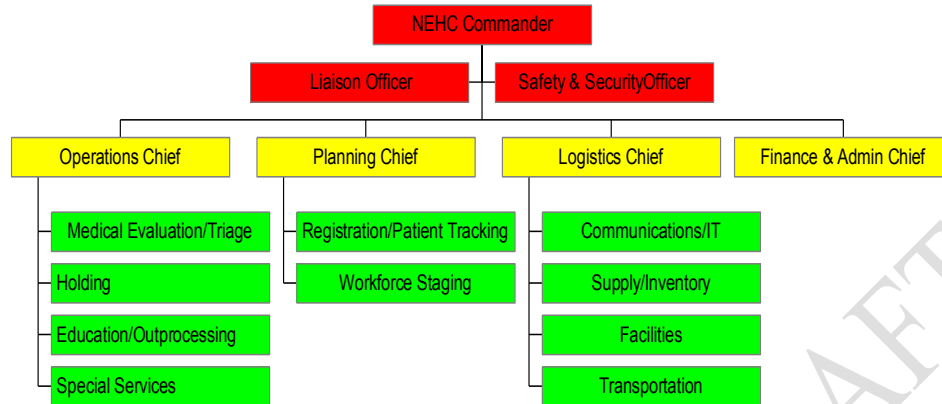 NEHC Commander
Liaison Officer
Safety & SecurityOfficer
Operations Chief
Planning Chief
Logistics Chief
Finance & Admin Chief
Medical Evaluation/Triage
Registration/Patient Tracking
Communications/IT
Holding
Workforce Staging
Supply/Inventory
Education/Outprocessing
Facilities
Special Services
Transportation
AFT